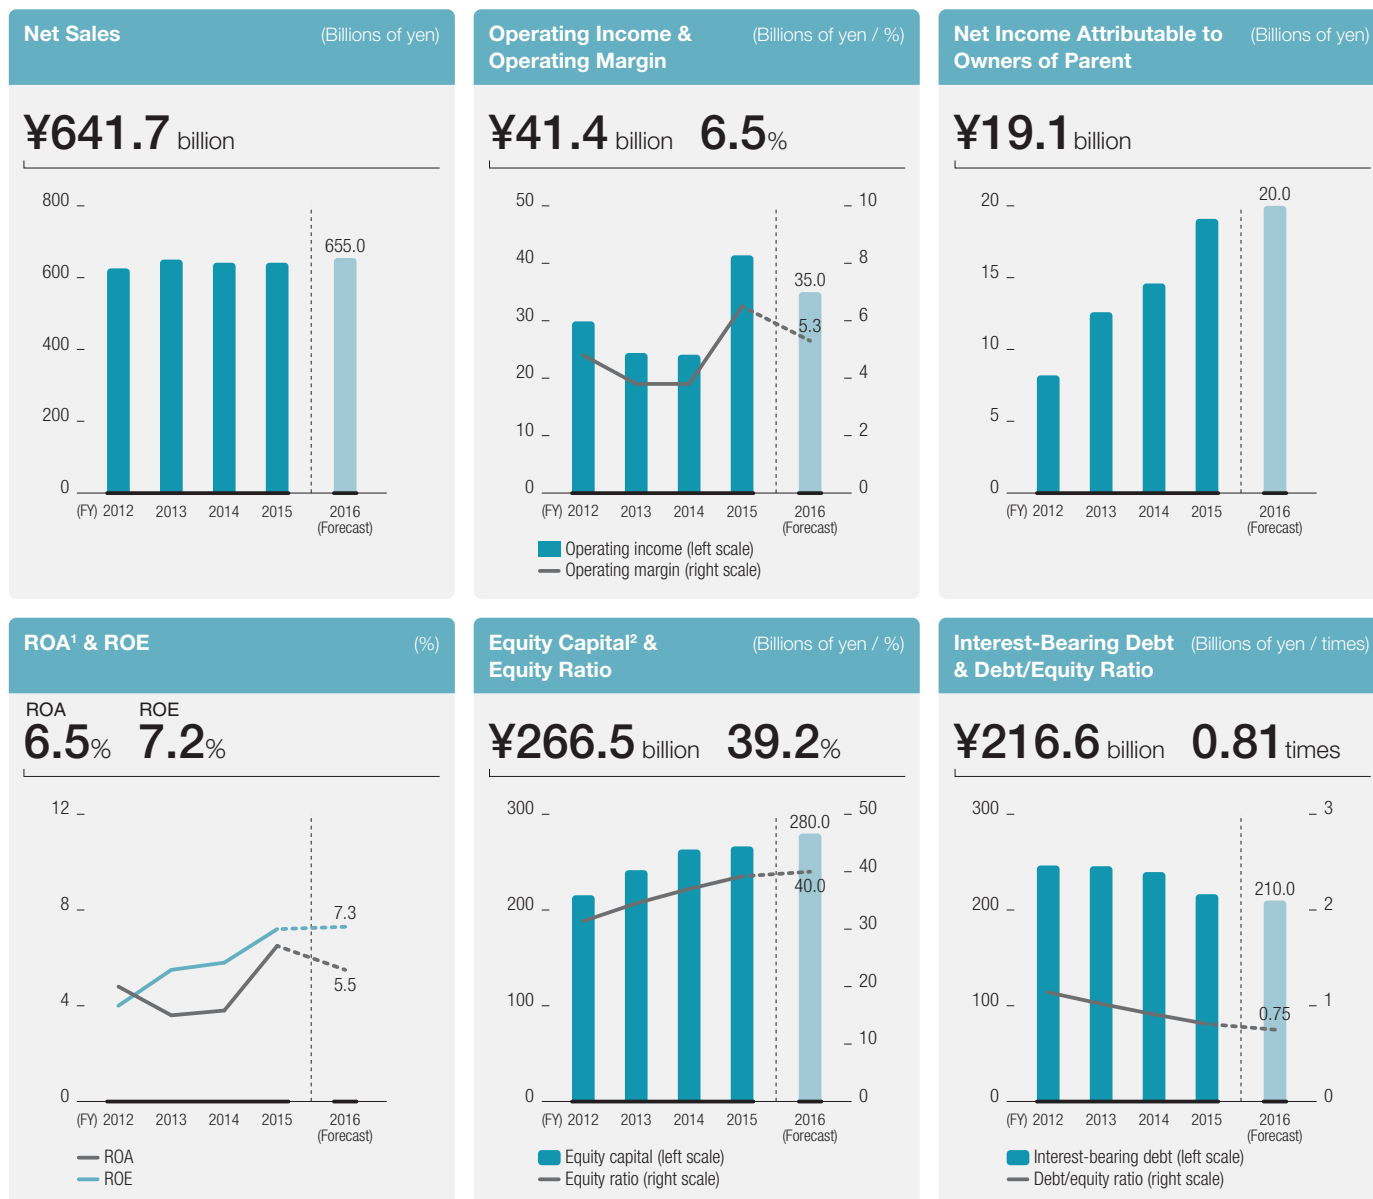 Net Sales (Billions of yen)
¥641.7 billion
800
600
400
200
0
655.0
(FY) 2012 2013 2014 2015 2016
(Forecast)
Operating Income & (Billions of yen / %)
Operating Margin
¥41.4 billion 6.5%
50 10
40 8
30 6
20 4
10 2
0 0
35.0
5.3
(FY) 2012 2013 2014 2015 2016
(Forecast)
Operating income (left scale)
Operating margin (right scale)
Net Income Attributable to (Billions of yen)
Owners of Parent
¥19.1 billion
20
15
10
5
0
20.0
(FY) 2012 2013 2014 2015 2016
(Forecast)
ROA¹ & ROE (%)
ROA ROE
6.5% 7.2%
12
8
4
0
7.3
5.5
(FY) 2012 2013 2014 2015 2016
(Forecast)
ROA
ROE
Equity Capital² & (Billions of yen / %)
Equity Ratio
¥266.5 billion 39.2%
300 50
40
200 30
20
100 10
0 0
280.0
40.0
(FY) 2012 2013 2014 2015 2016
(Forecast)
Equity capital (left scale)
Equity ratio (right scale)
Interest-Bearing Debt (Billions of yen / times)
& Debt/Equity Ratio
¥216.6 billion 0.81 times
300 3
200 2
100 1
0 0
210.0
0.75
(FY) 2012 2013 2014 2015 2016
(Forecast)
Interest-bearing debt (left scale)
Debt/equity ratio (right scale)